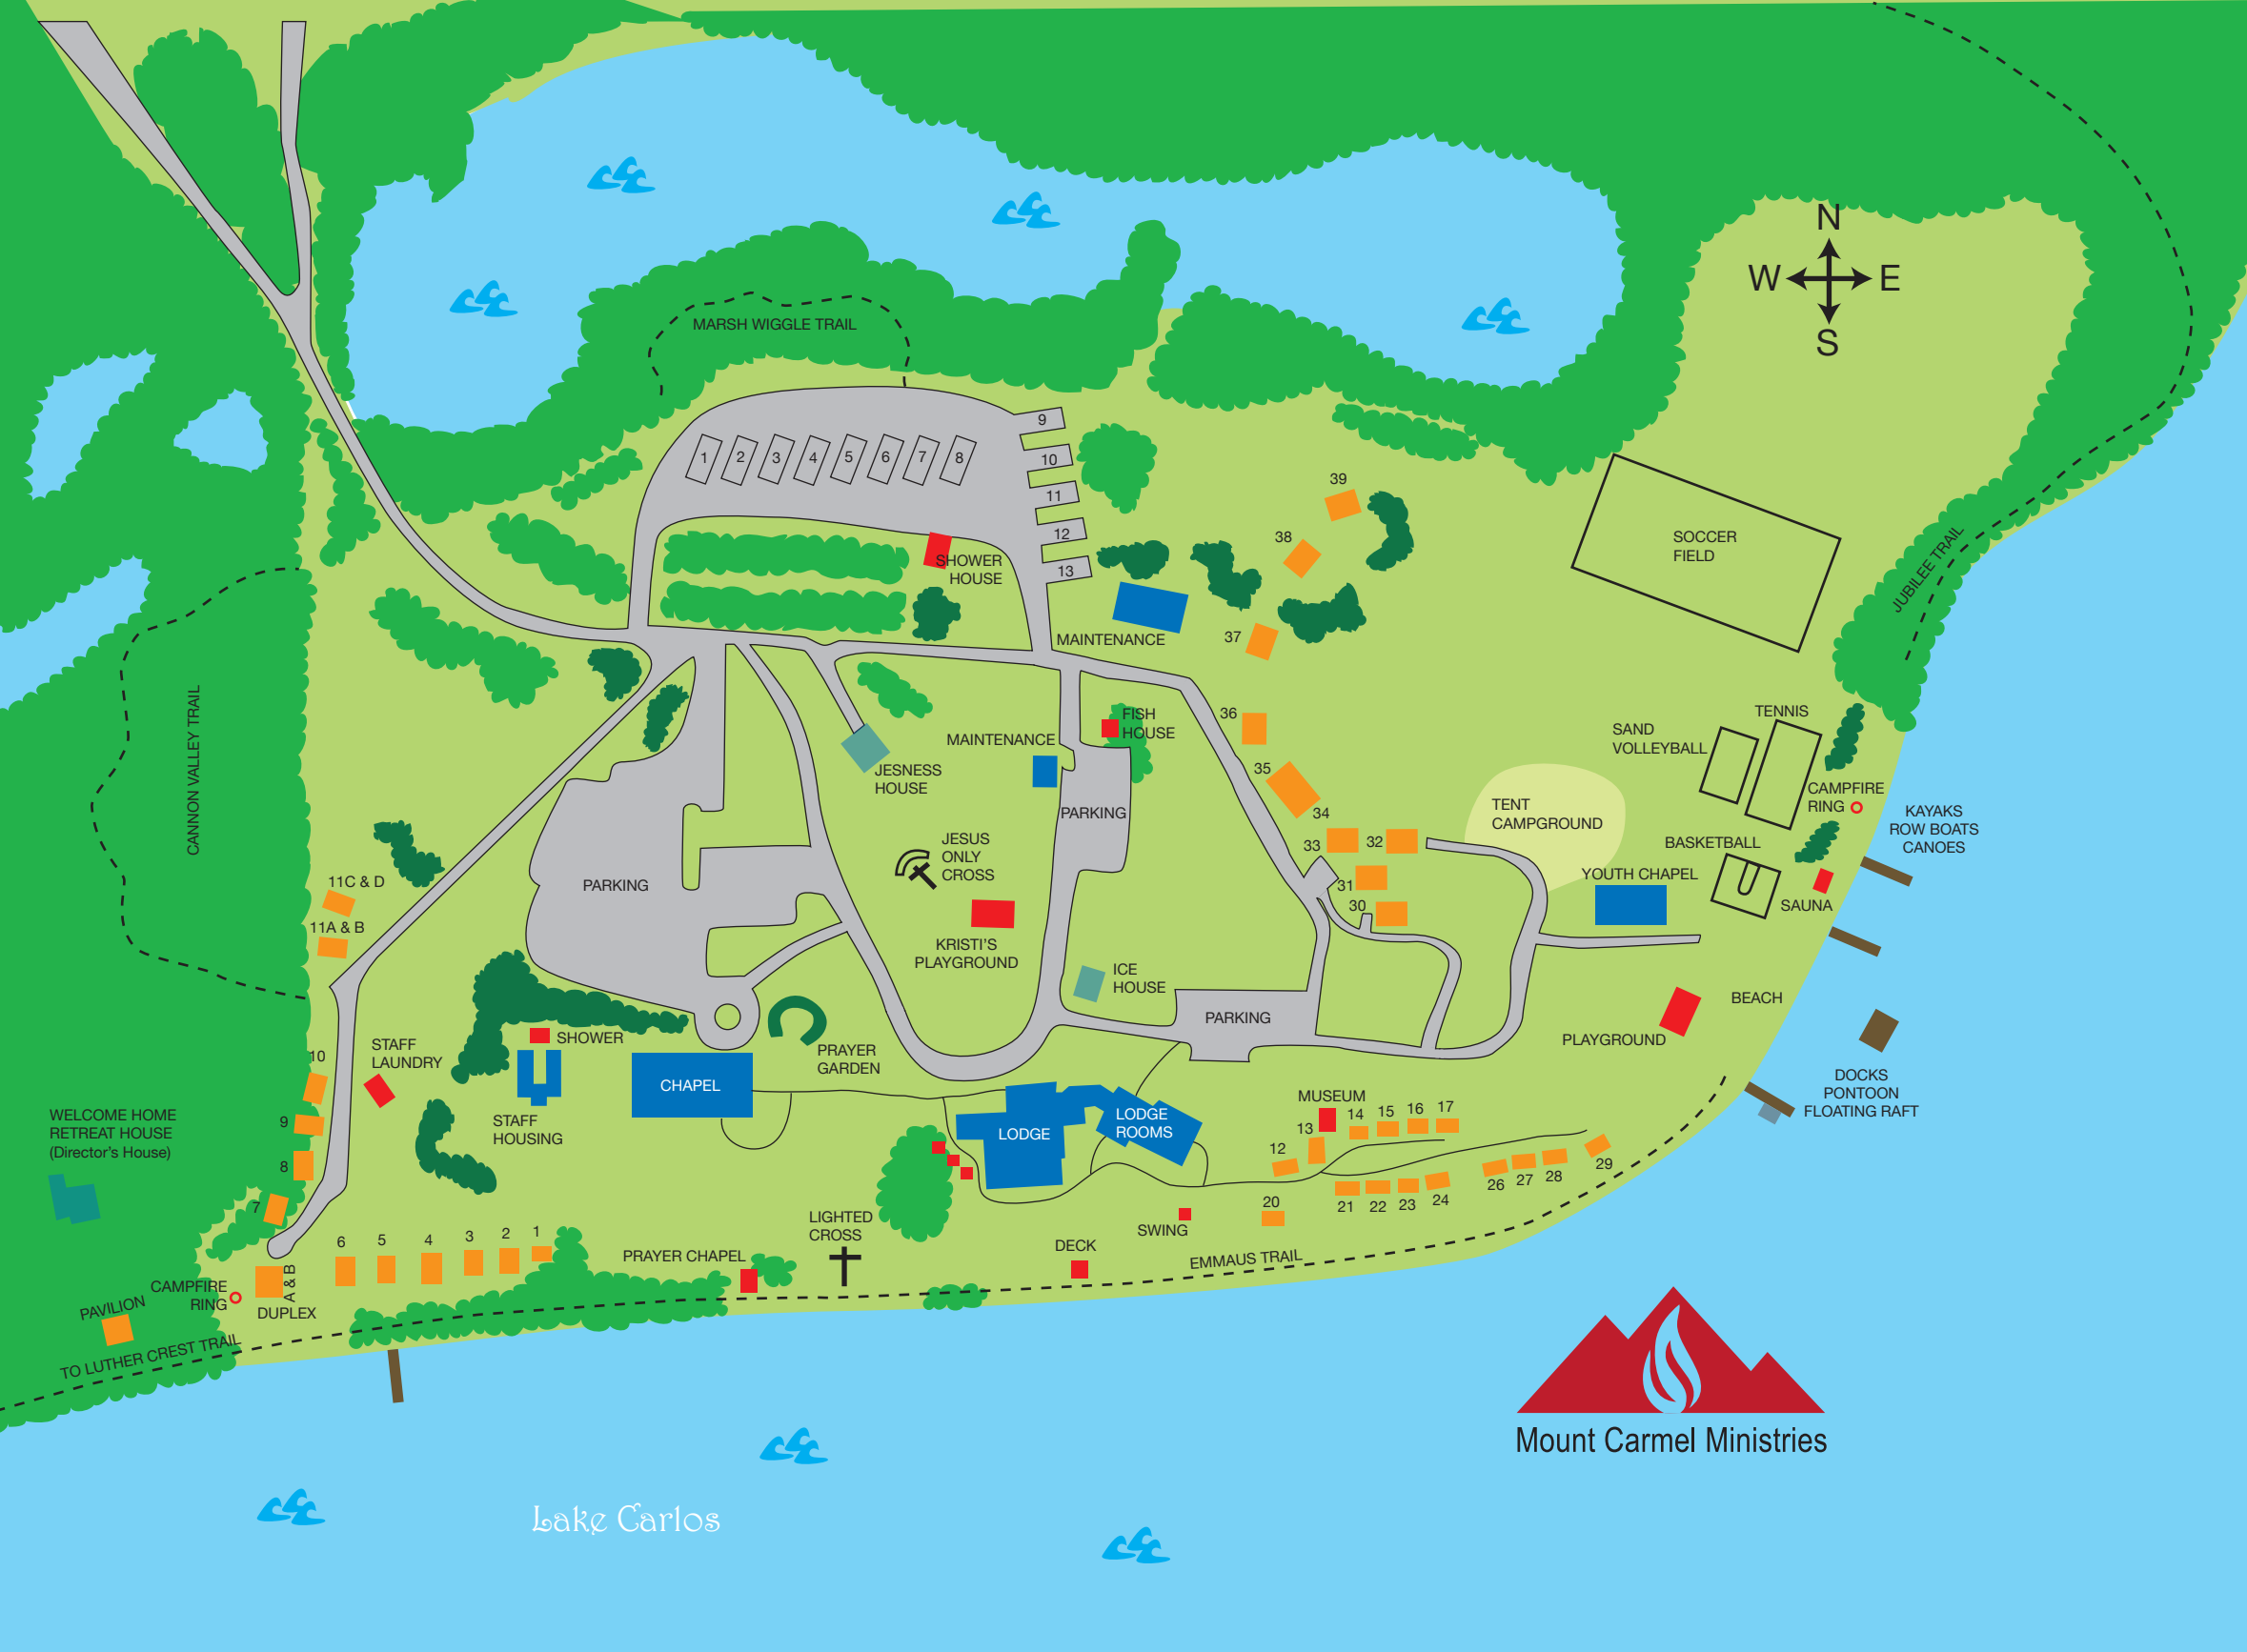 N
W E
S
MARSH WIGGLE TRAIL
9
10
11
12
13
1 2 3 4 5 6 7 8
SHOWER
HOUSE
39
38
37
SOCCER
FIELD
JUBILEE TRAIL
MAINTENANCE
CANNON VALLEY TRAIL
FISH
HOUSE
36
35
34
33
32
31
30
MAINTENANCE
JESNESS
HOUSE
PARKING
SAND
VOLLEYBALL
TENNIS
CAMPFIRE
RING
KAYAKS
ROW BOATS
CANOES
TENT
CAMPGROUND
BASKETBALL
YOUTH CHAPEL
SAUNA
JESUS
ONLY
CROSS
PARKING
11C & D
11A & B
KRISTI'S
PLAYGROUND
ICE
HOUSE
PARKING
BEACH
PLAYGROUND
DOCKS
PONTOON
FLOATING RAFT
STAFF
LAUNDRY
SHOWER
STAFF
HOUSING
CHAPEL
PRAYER
GARDEN
LODGE
LODGE
ROOMS
MUSEUM
10
9
8
7
WELCOME HOME
RETREAT HOUSE
(Director's House)
12
13
14
15
16
17
20
21
22
23
24
26
27
28
29
SWING
DECK
EMMAUS TRAIL
LIGHTED
CROSS
PRAYER CHAPEL
6
5
4
3
2
1
A & B
DUPLEX
CAMPFIRE
RING
PAVILION
TO LUTHER CREST TRAIL
Mount Carmel Ministries
Lake Carlos